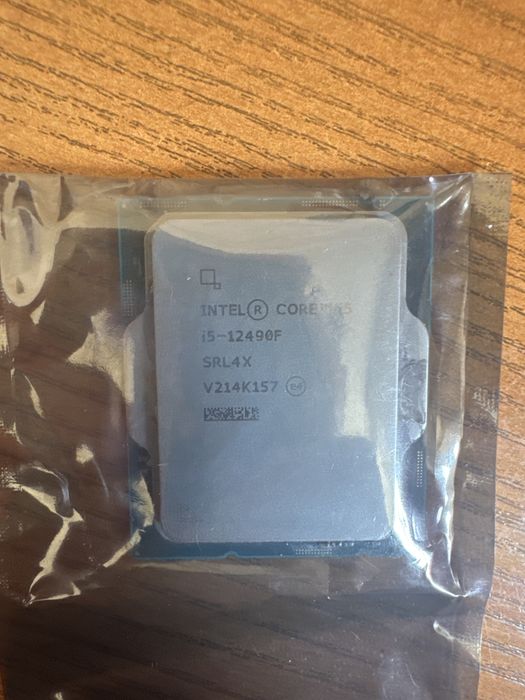 INTEL® CORE™ i5
i5-12490F
SRL4X
V214K157 e4